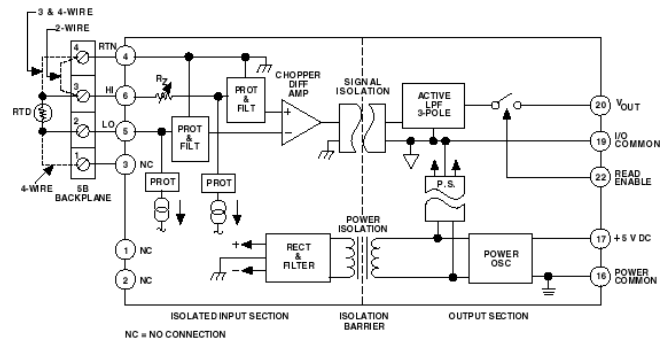 3 & 4-WIRE
2-WIRE
4
RTN
4
3
HI
6
RZ
RTD
2
LO
5
1
NC
3
4-WIRE
5B
BACKPLANE
PROT
& FILT
PROT
&
FILT
PROT
PROT
CHOPPER
DIFF
AMP
+
−
SIGNAL
ISOLATION
ACTIVE
LPF
3-POLE
20
VOUT
19
I/O
COMMON
22
READ
ENABLE
P.S.
POWER
ISOLATION
1
NC
2
NC
+
−
RECT
&
FILTER
POWER
OSC
17
+5 V DC
16
POWER
COMMON
ISOLATED INPUT SECTION
ISOLATION
BARRIER
OUTPUT SECTION
NC = NO CONNECTION